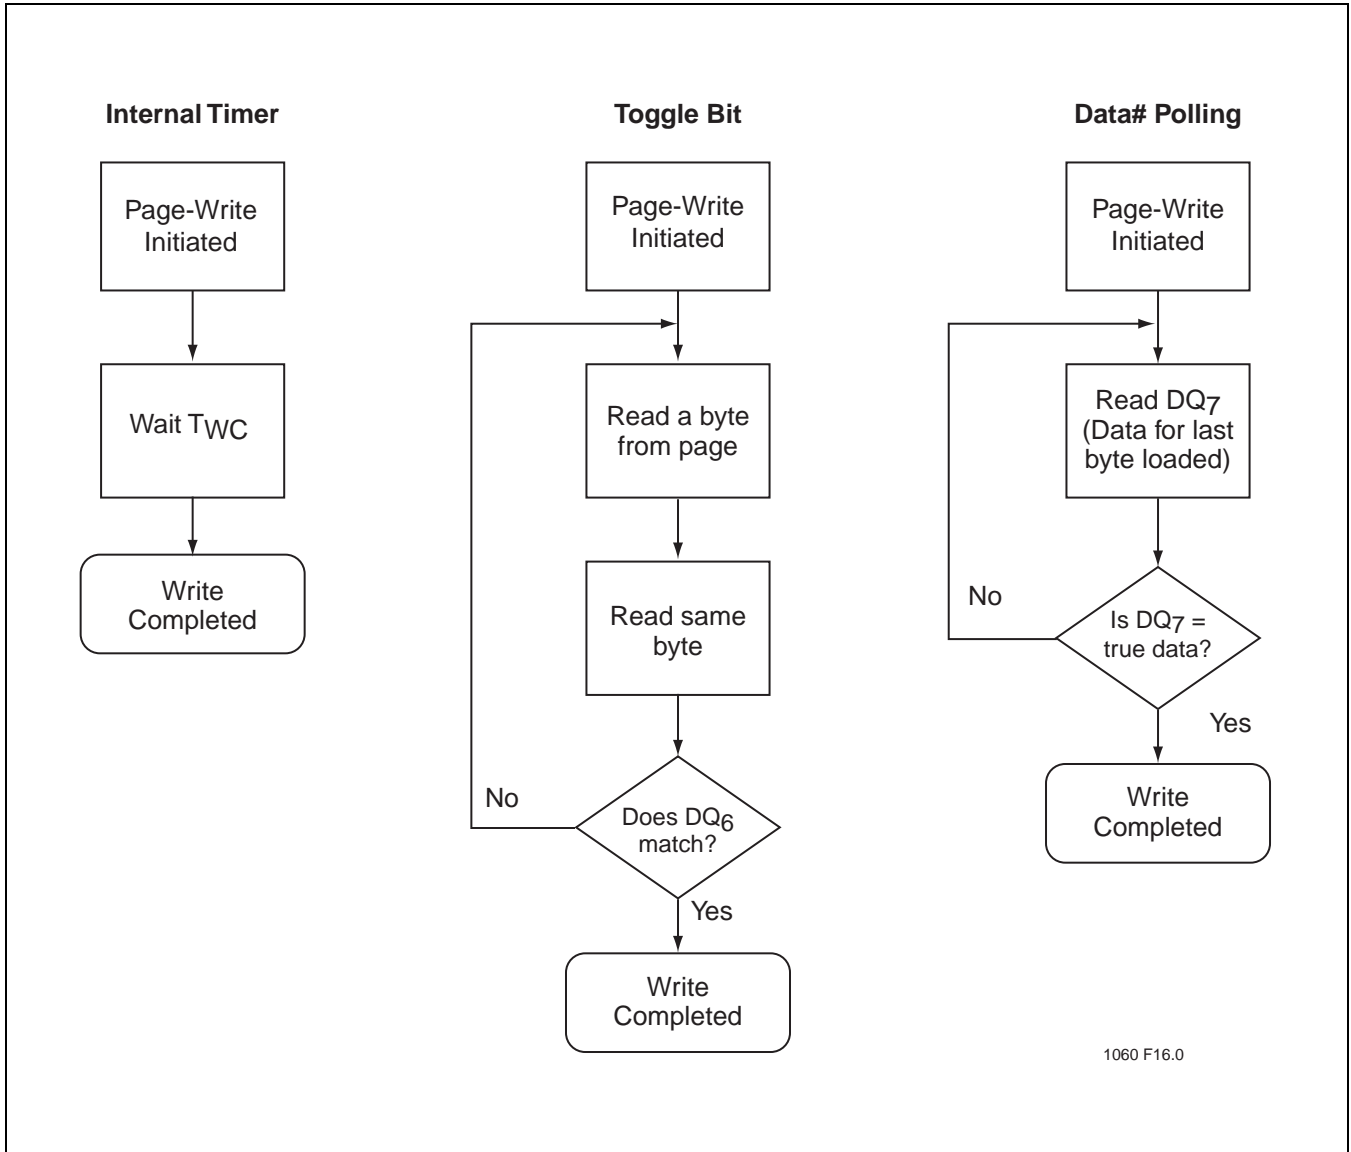 Internal Timer
Page-Write
Initiated
Wait TWC
Write
Completed
Toggle Bit
Page-Write
Initiated
Read a byte
from page
Read same
byte
No
Does DQ6
match?
Yes
Write
Completed
Data# Polling
Page-Write
Initiated
Read DQ7
(Data for last
byte loaded)
No
Is DQ7 =
true data?
Yes
Write
Completed
1060 F16.0